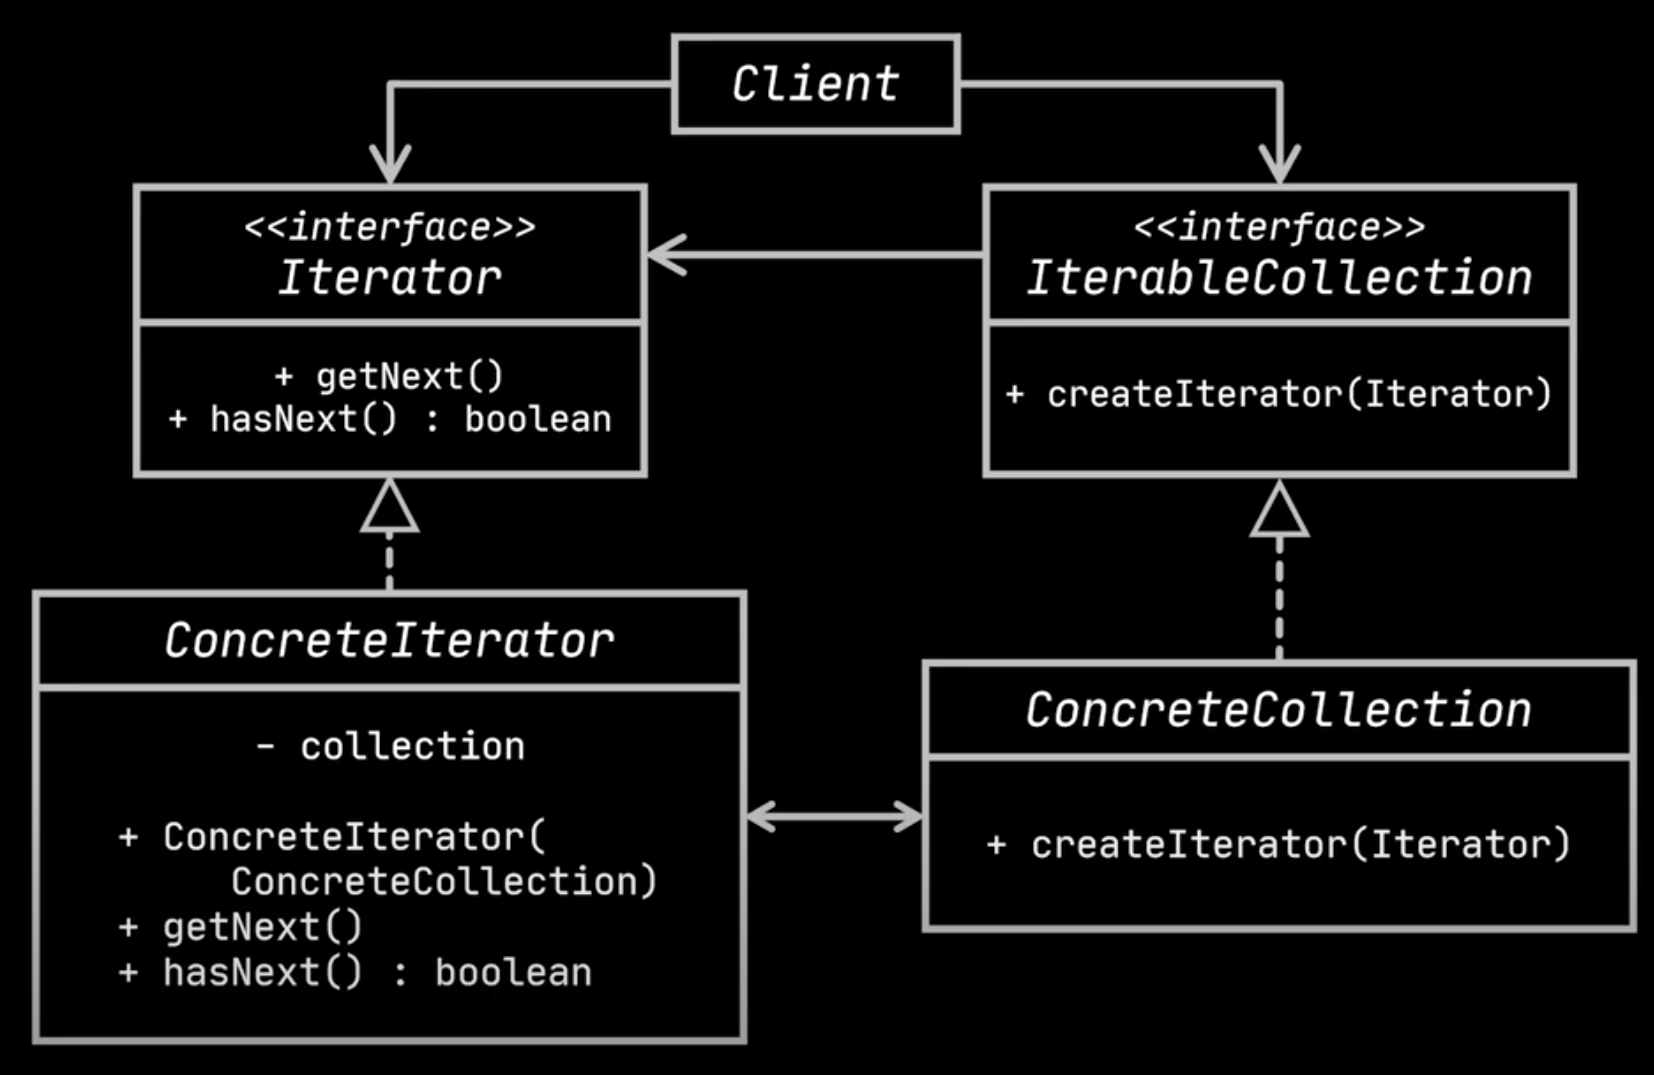 Client
<<interface>>
Iterator
+ getNext()
+ hasNext() : boolean
<<interface>>
IterableCollection
+ createIterator(Iterator)
ConcreteIterator
- collection
+ ConcreteIterator(
ConcreteCollection)
+ getNext()
+ hasNext() : boolean
ConcreteCollection
+ createIterator(Iterator)